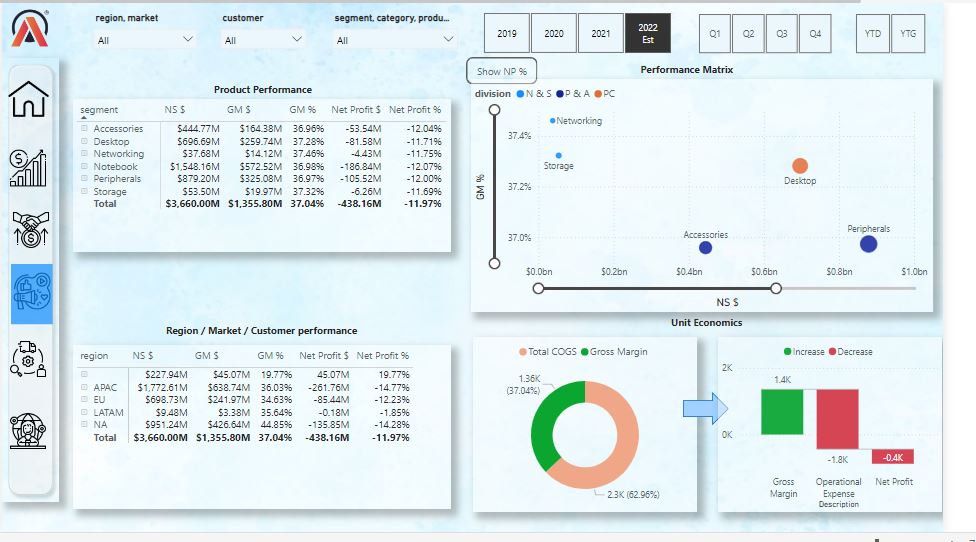 region, market
customer
segment, category, produ...
All
All
All
2019
2020
2021
2022
Est
Q1
Q2
Q3
Q4
YTD
YTG
Product Performance
segment NS $ GM $ GM % Net Profit $ Net Profit %
Accessories $444.77M $164.38M 36.96% -53.54M -12.04%
Desktop $696.69M $259.74M 37.28% -81.58M -11.71%
Networking $37.68M $14.12M 37.46% -4.43M -11.75%
Notebook $1,548.16M $572.52M 36.98% -186.84M -12.07%
Peripherals $879.20M $325.08M 36.97% -105.52M -12.00%
Storage $53.50M $19.97M 37.32% -6.26M -11.69%
Total $3,660.00M $1,355.80M 37.04% -438.16M -11.97%
Show NP %
Performance Matrix
division N & S P & A PC
GM %
37.4%
37.2%
37.0%
Networking
Storage
Desktop
Accessories
Peripherals
$0.0bn $0.2bn $0.4bn $0.6bn $0.8bn $1.0bn
NS $
Region / Market / Customer performance
region NS $ GM $ GM % Net Profit $ Net Profit %
$227.94M $45.07M 19.77% 45.07M 19.77%
APAC $1,772.61M $638.74M 36.03% -261.76M -14.77%
EU $698.73M $241.97M 34.63% -85.44M -12.23%
LATAM $9.48M $3.38M 35.64% -0.18M -1.85%
NA $951.24M $426.64M 44.85% -135.85M -14.28%
Total $3,660.00M $1,355.80M 37.04% -438.16M -11.97%
Unit Economics
Total COGS Gross Margin
1.36K
(37.04%)
2.3K (62.96%)
Increase Decrease
2K
0K
1.4K
-1.8K
-0.4K
Gross
Margin
Operational
Expense
Net Profit
Description